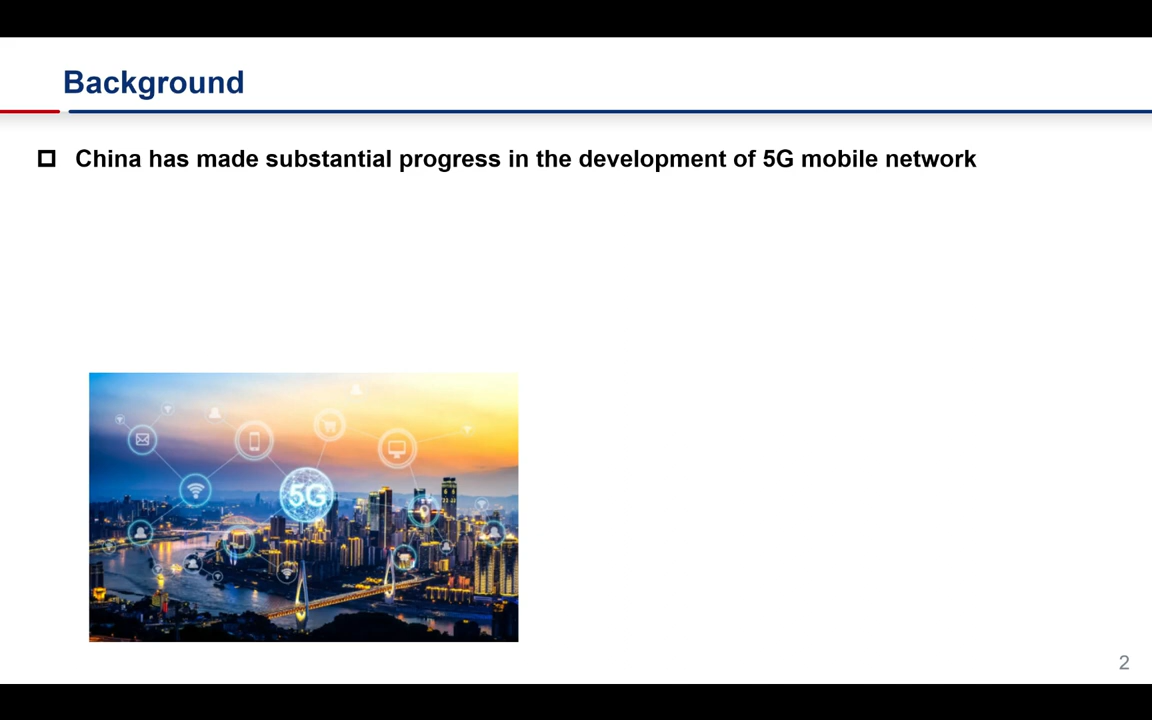 Background
China has made substantial progress in the development of 5G mobile network
5G
2